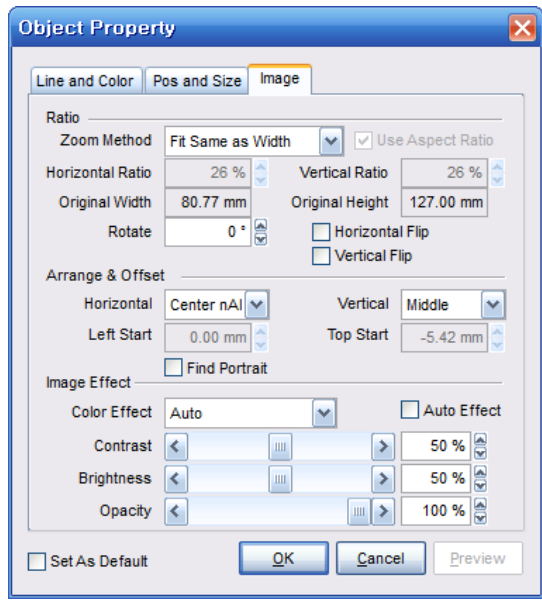 Object Property
Line and Color Pos and Size Image
Ratio
Zoom Method Fit Same as Width Use Aspect Ratio
Horizontal Ratio 26 % Vertical Ratio 26 %
Original Width 80.77 mm Original Height 127.00 mm
Rotate 0 ° Horizontal Flip
Vertical Flip
Arrange & Offset
Horizontal Center nAl Vertical Middle
Left Start 0.00 mm Top Start -5.42 mm
Find Portrait
Image Effect
Color Effect Auto Auto Effect
Contrast 50 %
Brightness 50 %
Opacity 100 %
Set As Default OK Cancel Preview